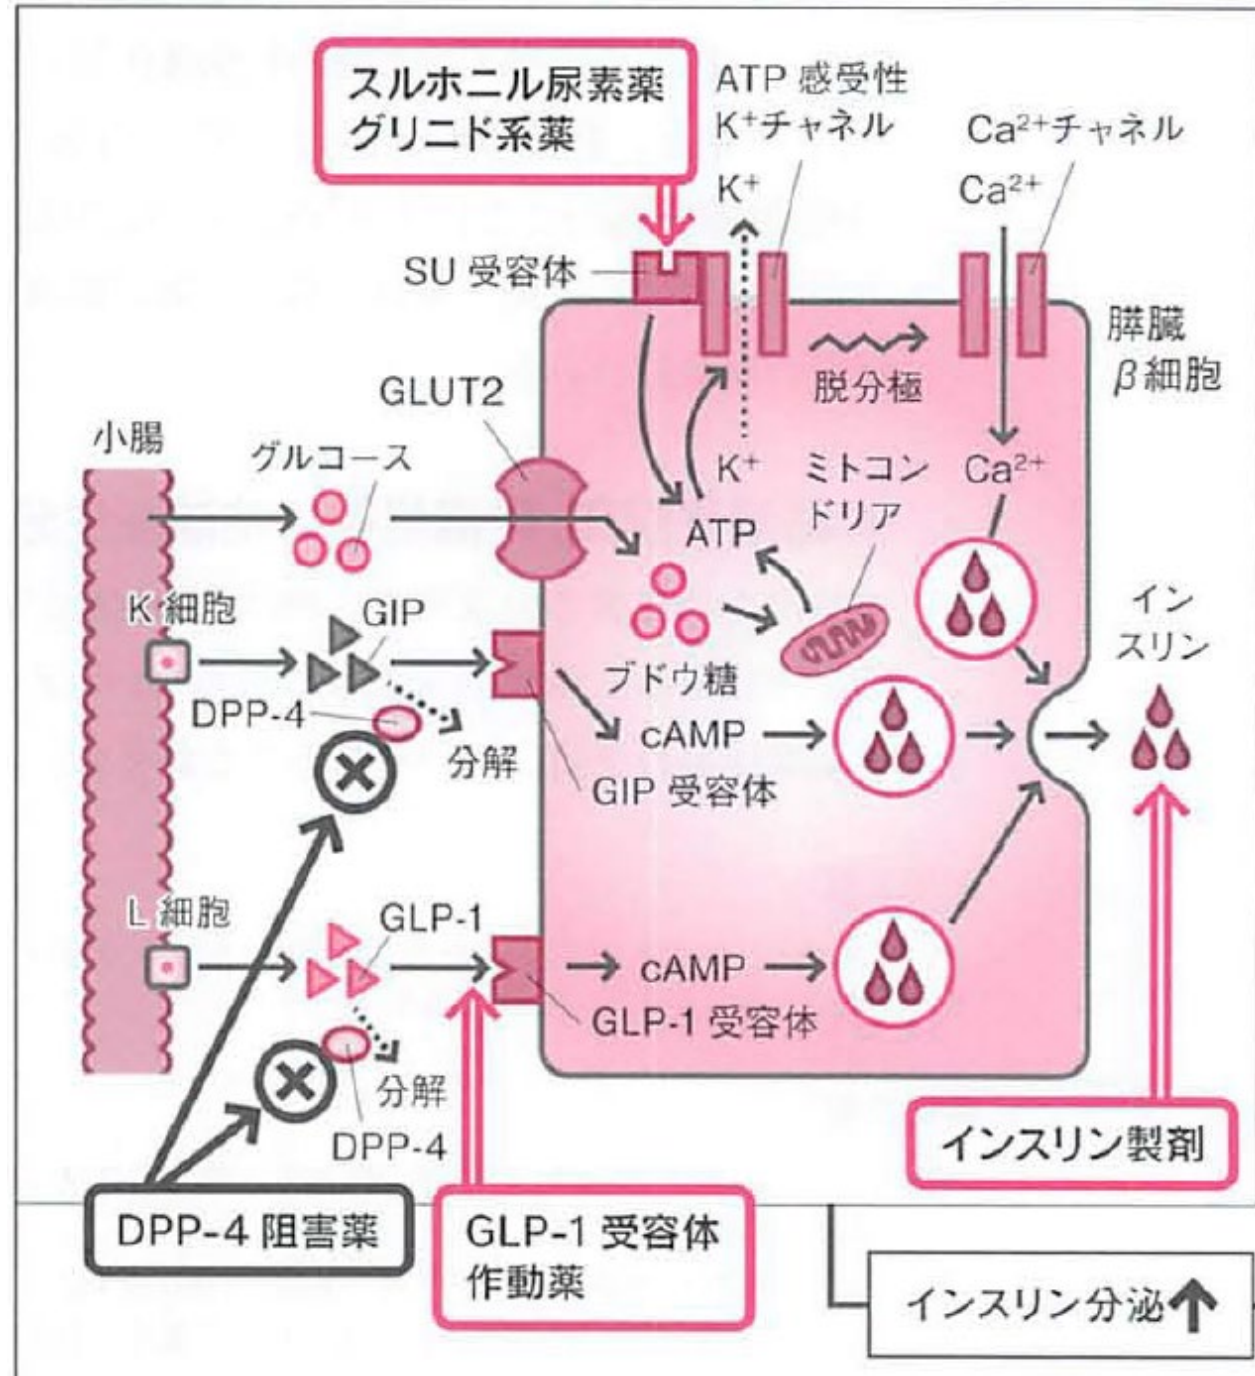 スルホニル尿素薬
グリニド系薬
ATP 感受性
K⁺チャネル
Ca²⁺チャネル
K⁺
Ca²⁺
SU 受容体
膵臓
β細胞
脱分極
GLUT2
小腸
グルコース
K⁺
ミトコン
ドリア
Ca²⁺
ATP
K 細胞
GIP
イン
スリン
ブドウ糖
DPP-4
分解
cAMP
GIP 受容体
L 細胞
GLP-1
cAMP
GLP-1 受容体
分解
DPP-4
インスリン製剤
DPP-4 阻害薬
GLP-1 受容体
作動薬
インスリン分泌↑